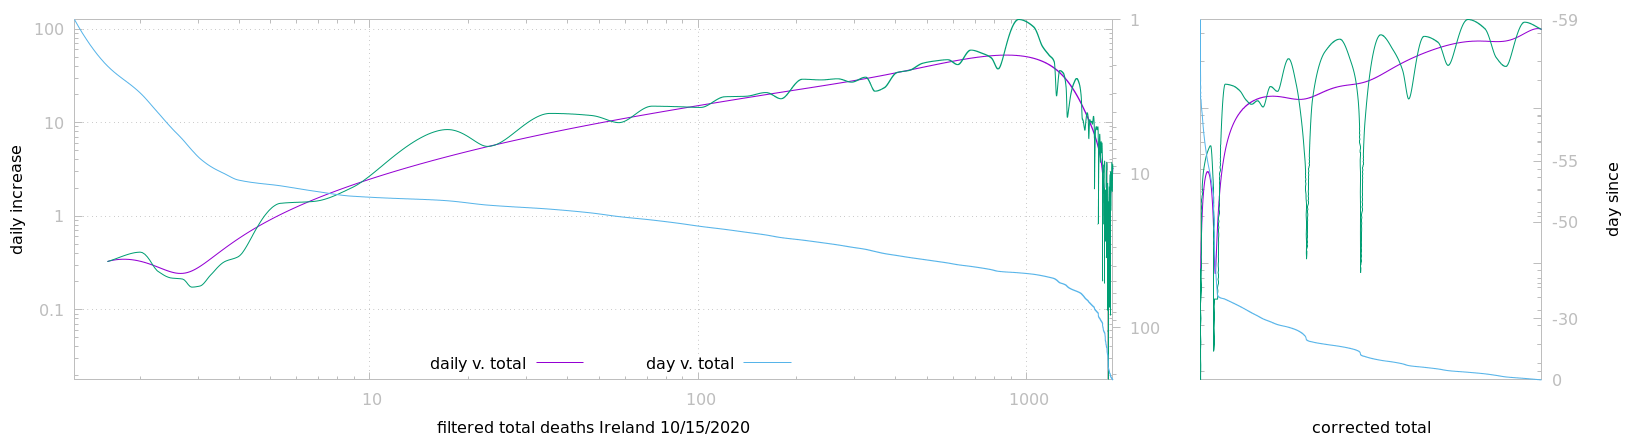 100
10
1
0.1
daily increase
daily v. total
day v. total
10
100
1000
filtered total deaths Ireland 10/15/2020
1
10
100
-59
-55
-50
-30
0
day since
corrected total